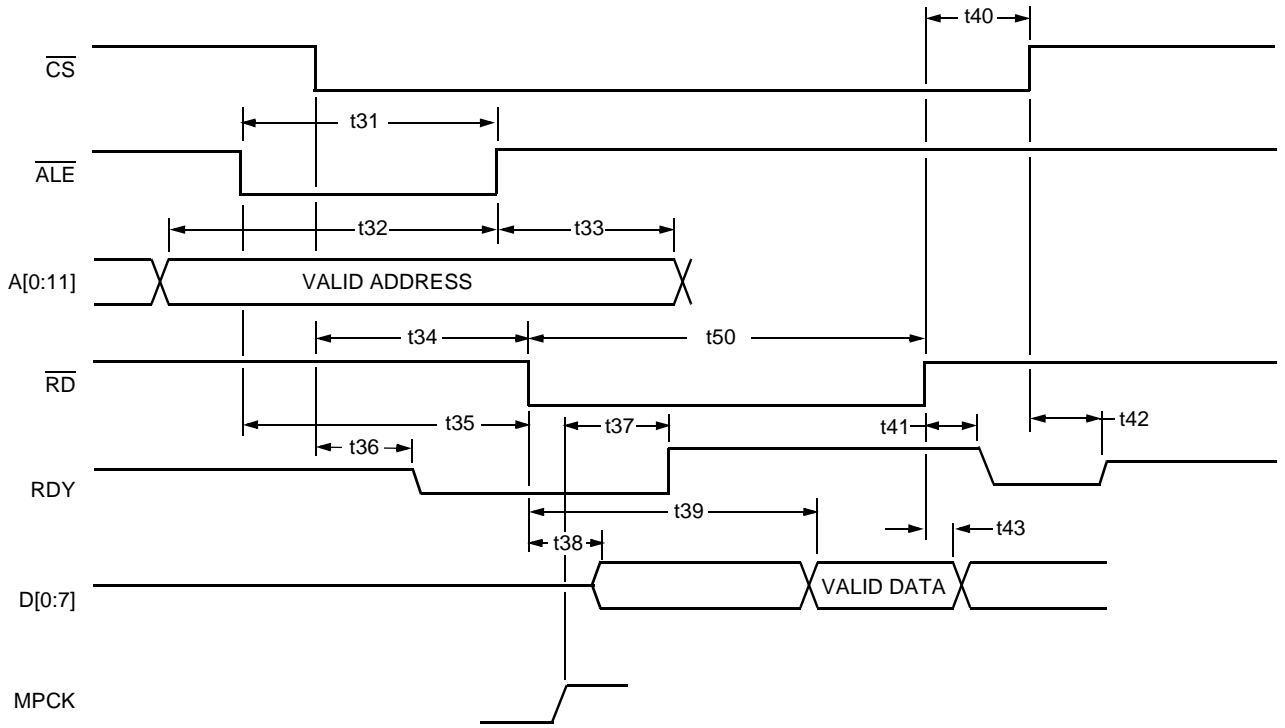 t40
CS
t31
ALE
t32
t33
A[0:11]
VALID ADDRESS
t34
t50
RD
t35
t37
t41
t42
t36
RDY
t39
t38
t43
D[0:7]
VALID DATA
MPCK